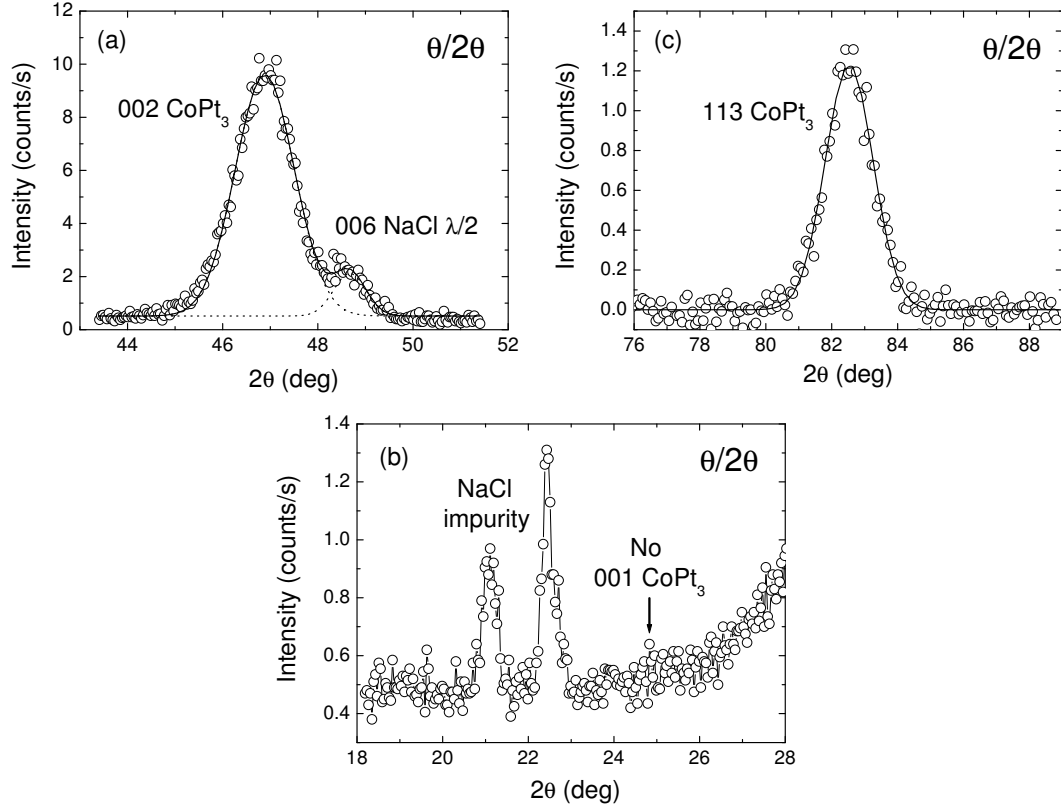 (a)
θ/2θ
002 CoPt₃
006 NaCl λ/2
Intensity (counts/s)
12
10
8
6
4
2
0
44
46
48
50
52
2θ (deg)
(c)
θ/2θ
113 CoPt₃
Intensity (counts/s)
1.4
1.2
1.0
0.8
0.6
0.4
0.2
0.0
76
78
80
82
84
86
88
2θ (deg)
(b)
θ/2θ
NaCl
impurity
No
001 CoPt₃
Intensity (counts/s)
1.4
1.2
1.0
0.8
0.6
0.4
18
20
22
24
26
28
2θ (deg)